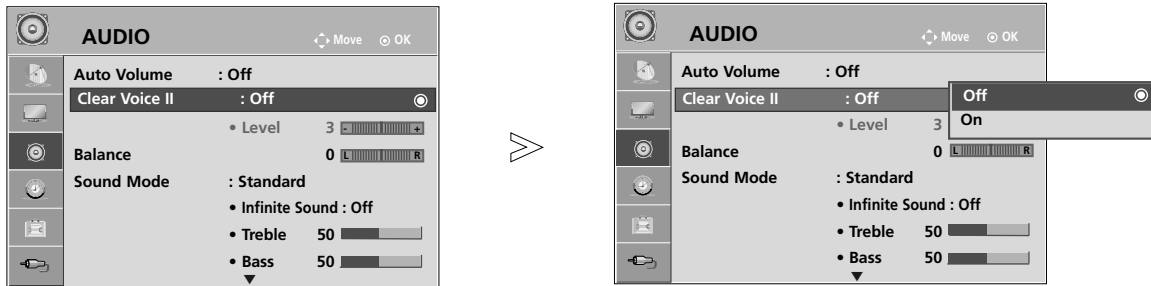 AUDIO
Move
OK
Auto Volume : Off
Clear Voice II : Off
• Level 3 - +
Balance 0 L R
Sound Mode : Standard
• Infinite Sound : Off
• Treble 50
• Bass 50
▼
>
AUDIO
Move
OK
Auto Volume : Off
Clear Voice II : Off
Off
On
• Level 3
Balance 0 L R
Sound Mode : Standard
• Infinite Sound : Off
• Treble 50
• Bass 50
▼